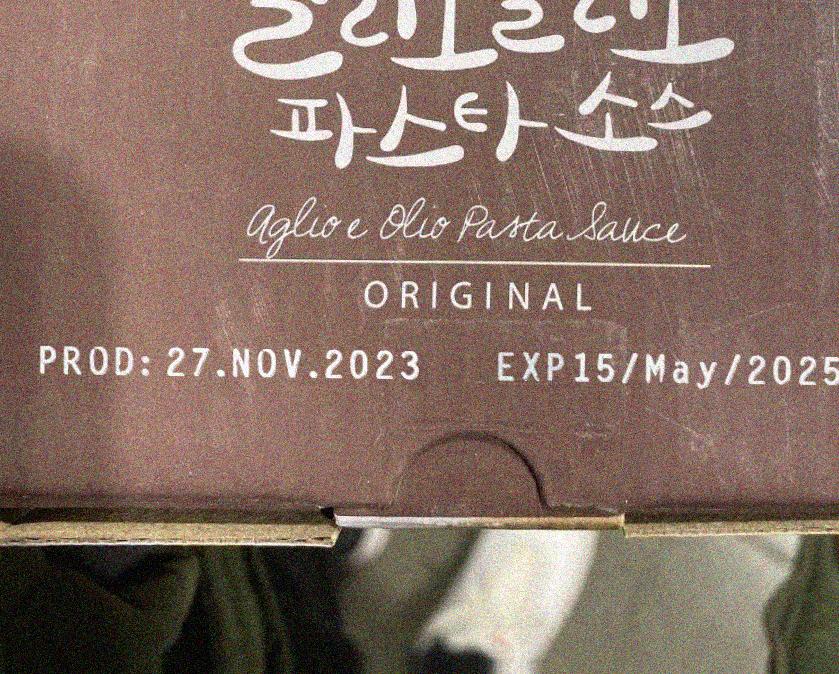 파스타 소스
Aglio e Olio Pasta Sauce
ORIGINAL
PROD: 27.NOV.2023 EXP15/May/2025